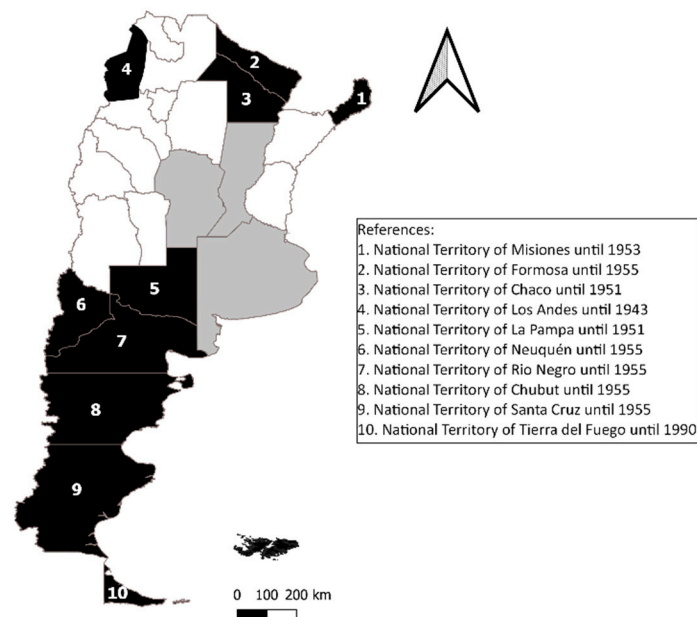 2
4
3
1
5
6
7
8
9
10
References:
1. National Territory of Misiones until 1953
2. National Territory of Formosa until 1955
3. National Territory of Chaco until 1951
4. National Territory of Los Andes until 1943
5. National Territory of La Pampa until 1951
6. National Territory of Neuquén until 1955
7. National Territory of Rio Negro until 1955
8. National Territory of Chubut until 1955
9. National Territory of Santa Cruz until 1955
10. National Territory of Tierra del Fuego until 1990
0 100 200 km